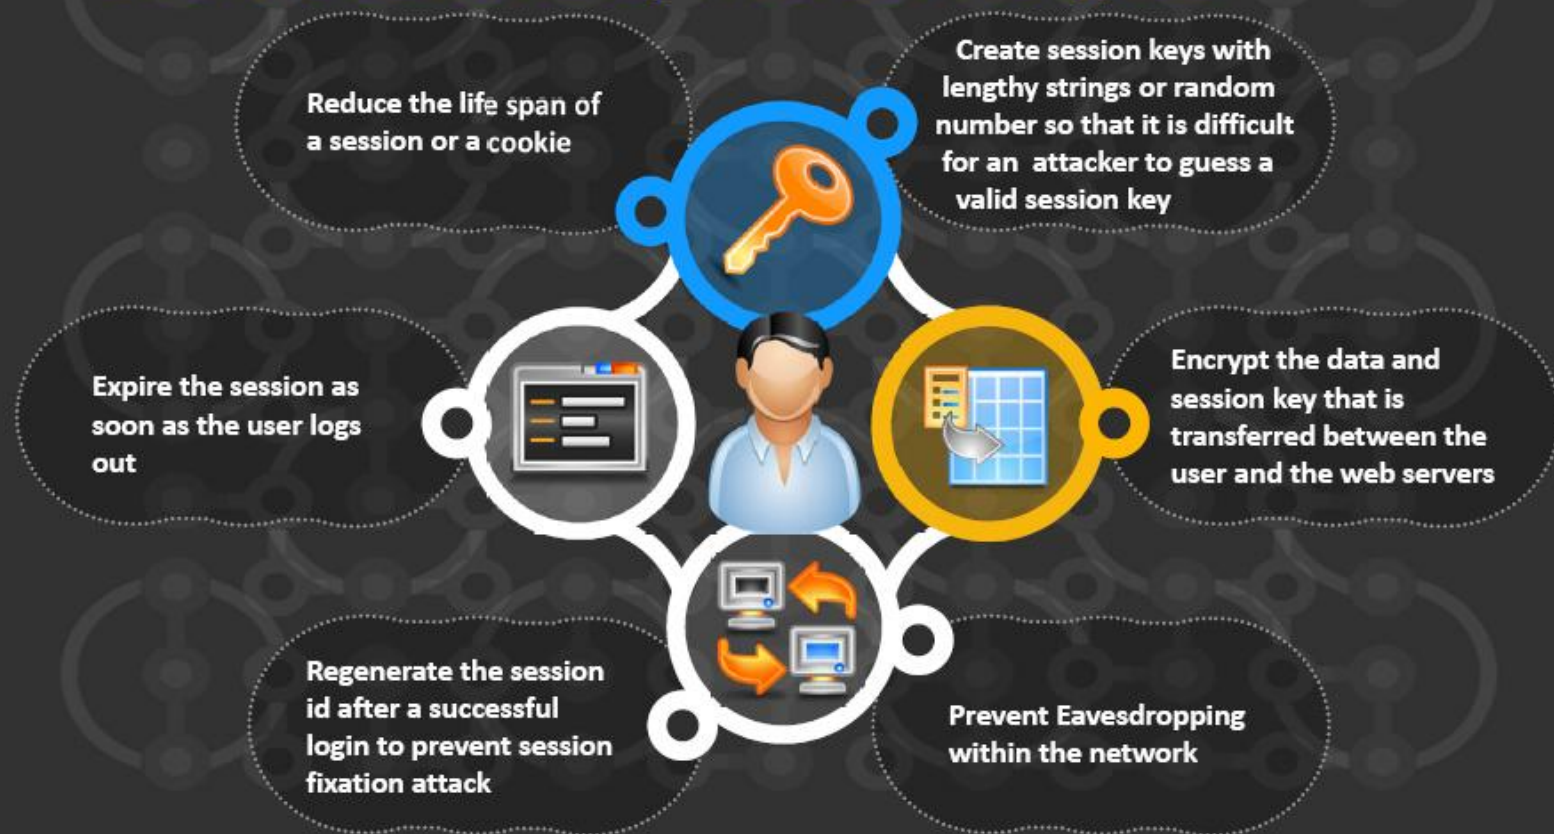 Reduce the life span of
a session or a cookie
Create session keys with
lengthy strings or random
number so that it is difficult
for an attacker to guess a
valid session key
Expire the session as
soon as the user logs
out
Encrypt the data and
session key that is
transferred between the
user and the web servers
Regenerate the session
id after a successful
login to prevent session
fixation attack
Prevent Eavesdropping
within the network